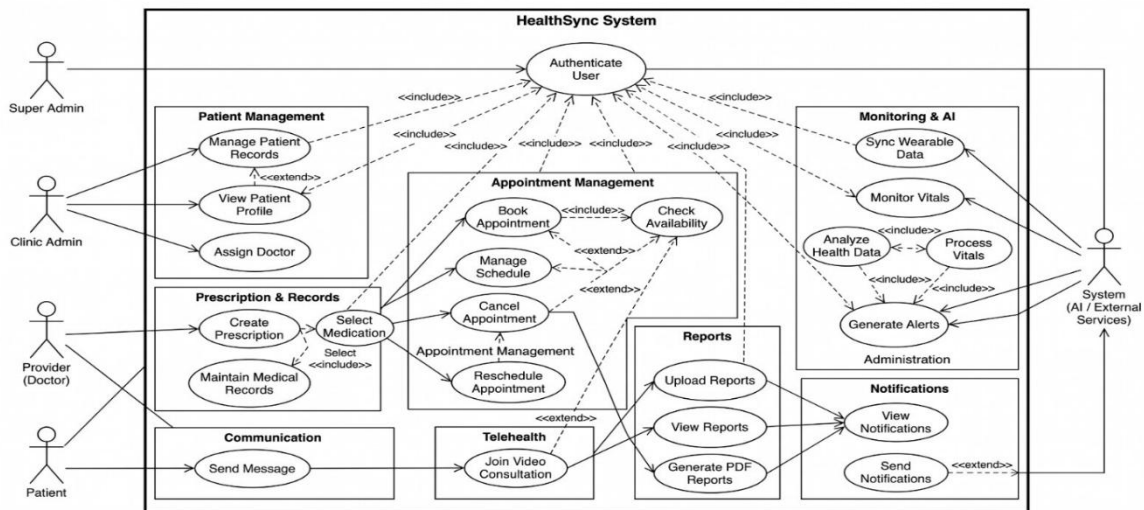 HealthSync System
Authenticate
User
Super Admin
<<include>>
<<include>>
<<include>>
<<include>>
<<include>>
<<include>>
<<include>>
<<include>>
Patient Management
Manage Patient
Records
<<extend>>
View Patient
Profile
Assign Doctor
Clinic Admin
Monitoring & AI
Sync Wearable
Data
Monitor Vitals
Analyze
Health Data
<<include>>
Process
Vitals
<<include>>
<<include>>
Generate Alerts
Administration
System
(AI / External
Services)
Appointment Management
Book
Appointment
<<include>>
Check
Availability
<<extend>>
Manage
Schedule
<<extend>>
Cancel
Appointment
Appointment Management
Reschedule
Appointment
Prescription & Records
Create
Prescription
Select
Medication
Select
<<include>>
Maintain Medical
Records
Provider
(Doctor)
Reports
Upload Reports
View Reports
Generate PDF
Reports
Notifications
View
Notifications
Send
Notifications
<<extend>>
Communication
Send Message
Telehealth
<<extend>>
Join Video
Consultation
Patient